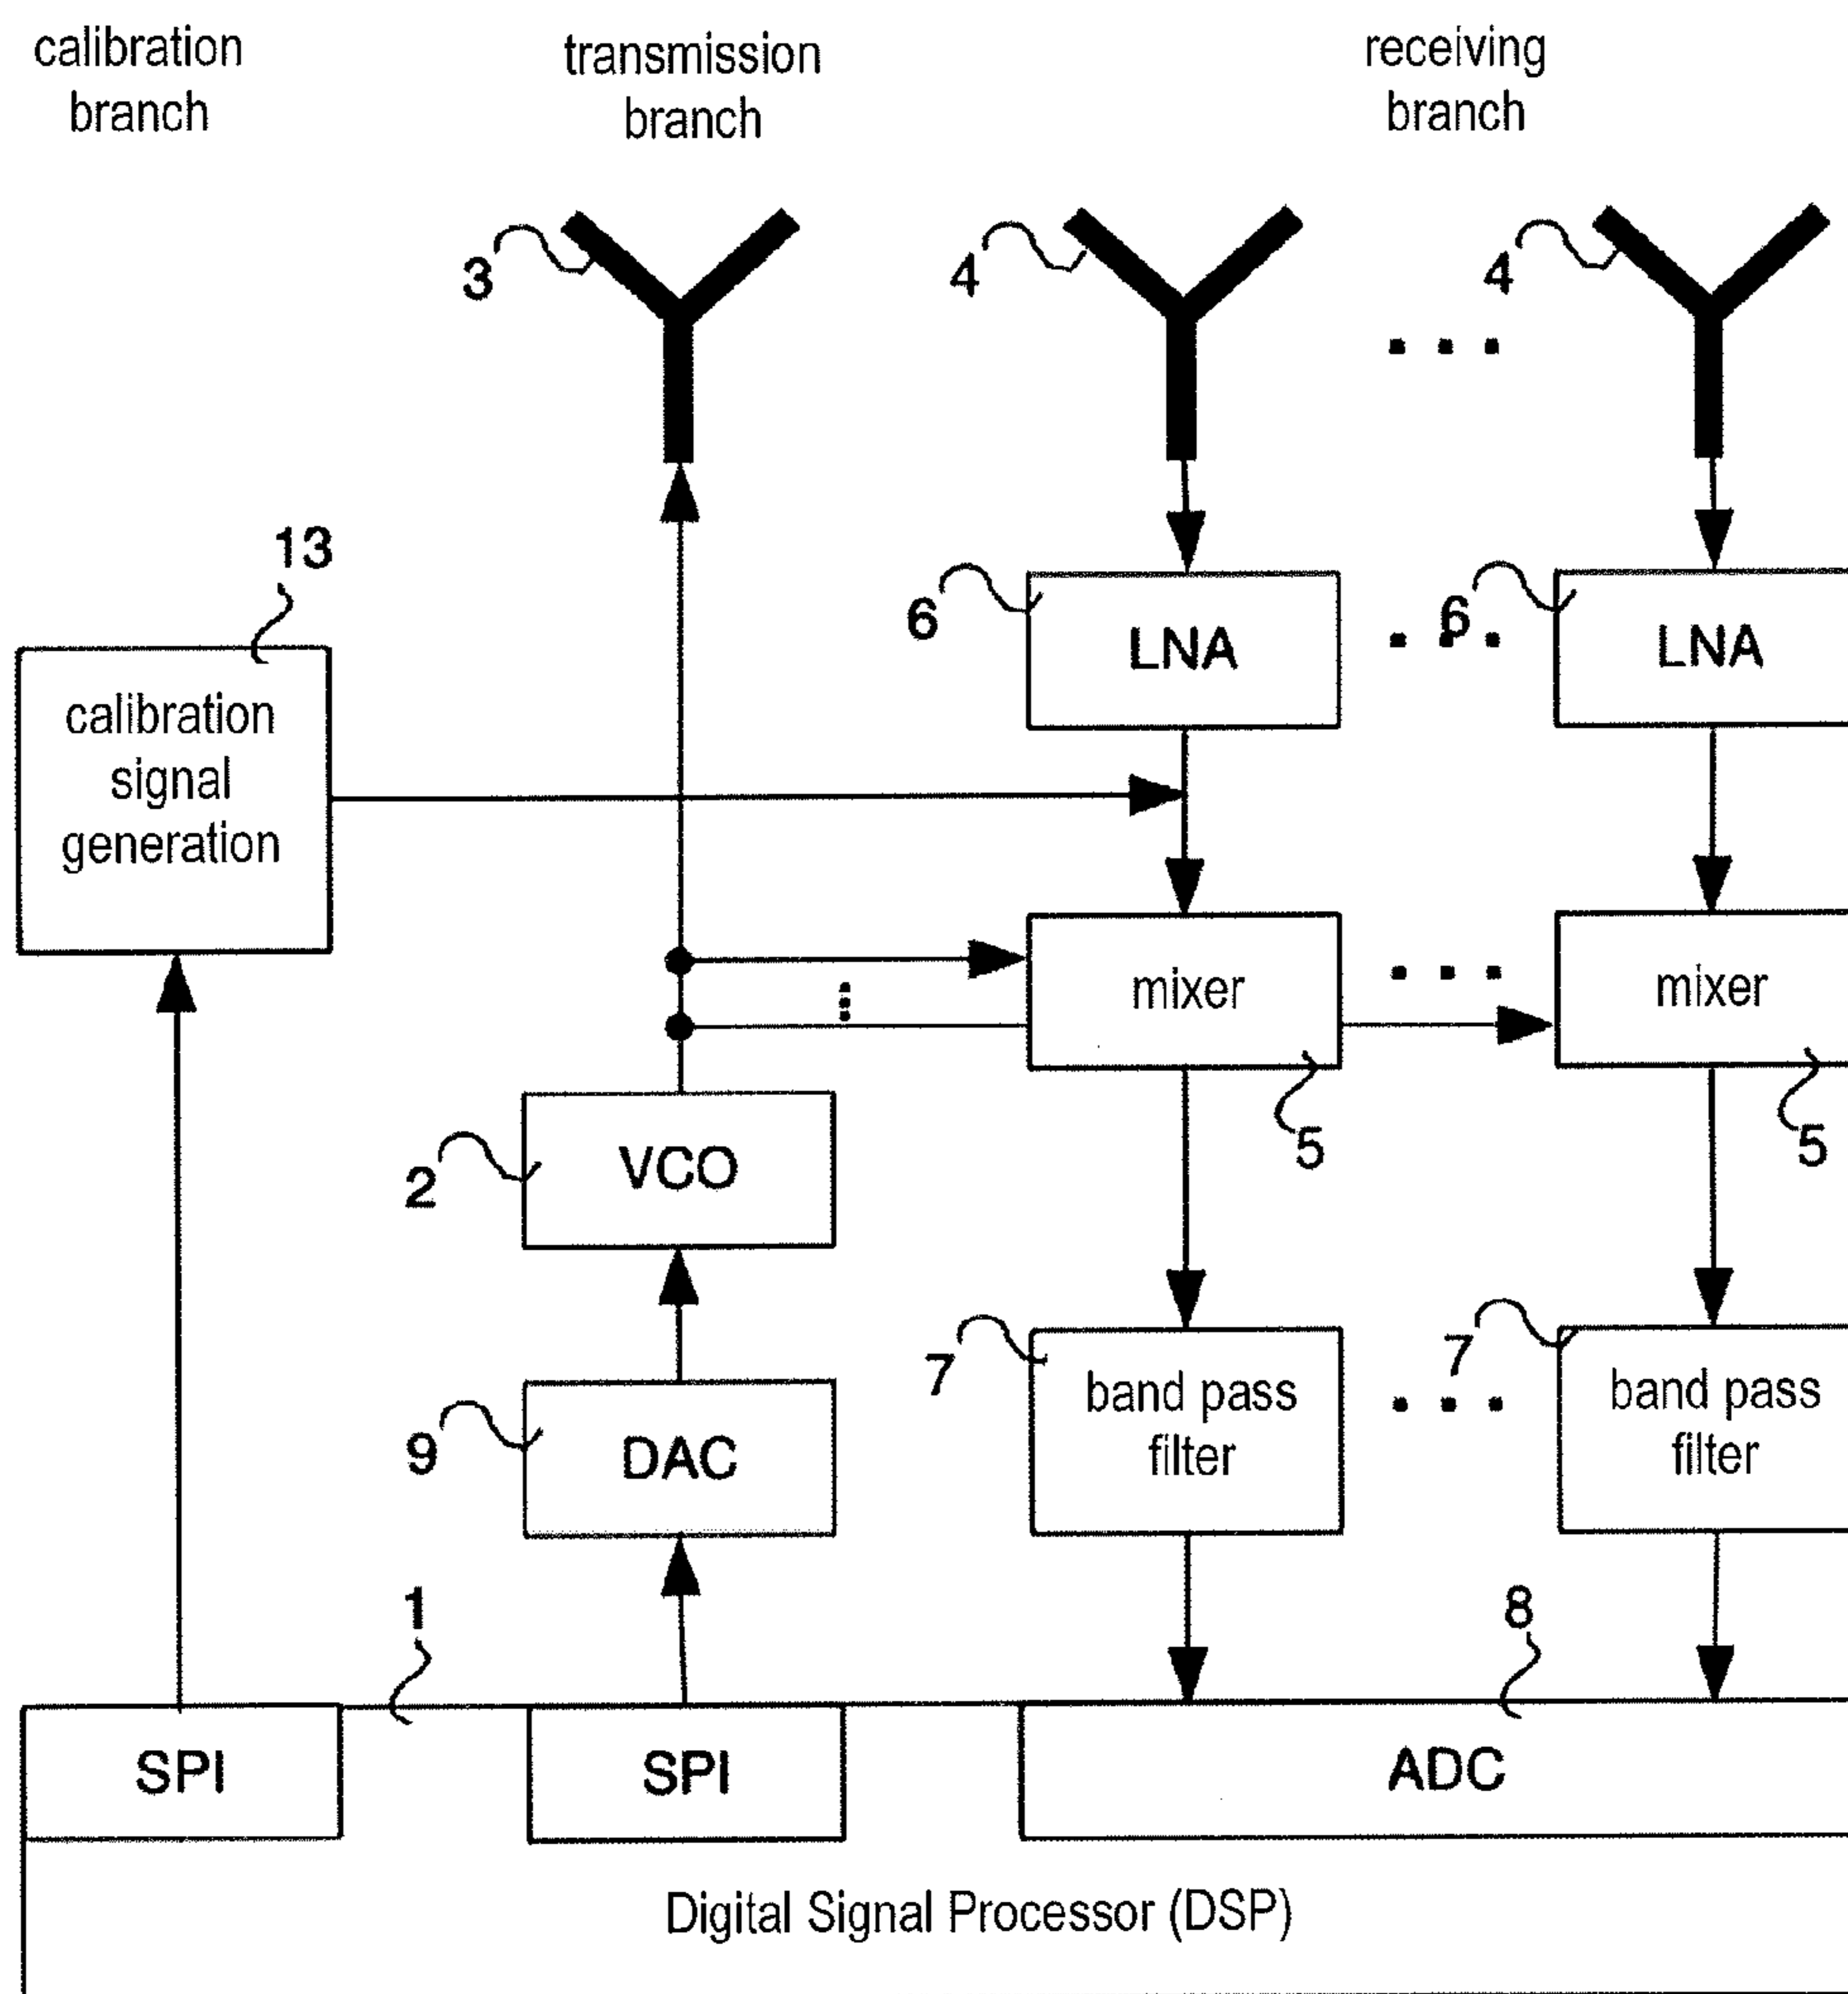 calibration
branch
transmission
branch
receiving
branch
3
4
4
13
6
LNA
6
LNA
calibration
signal
generation
mixer
mixer
5
5
2
VCO
7
band pass
filter
7
band pass
filter
9
DAC
1
8
SPI
SPI
ADC
Digital Signal Processor (DSP)